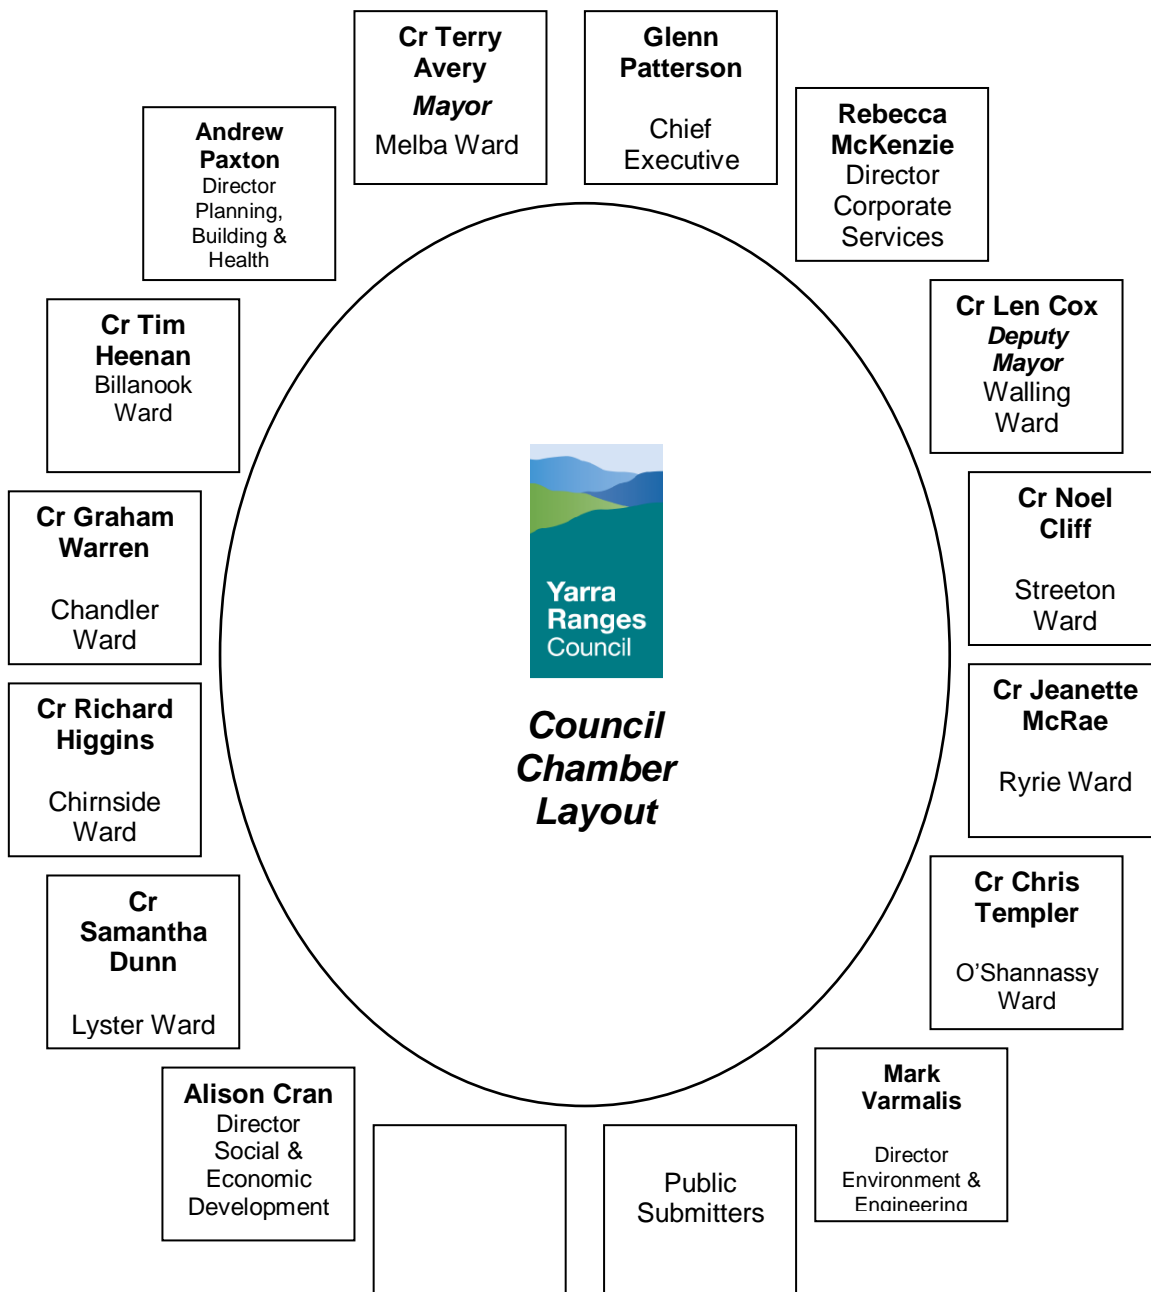 Cr Terry
Avery
Mayor
Melba Ward
Glenn
Patterson
Chief
Executive
Rebecca
McKenzie
Director
Corporate
Services
Andrew
Paxton
Director
Planning,
Building &
Health
Cr Len Cox
Deputy
Mayor
Walling
Ward
Cr Tim
Heenan
Billanook
Ward
Cr Noel
Cliff
Streeton
Ward
Cr Graham
Warren
Chandler
Ward
Yarra
Ranges
Council
Council
Chamber
Layout
Cr Jeanette
McRae
Ryrie Ward
Cr Richard
Higgins
Chirnside
Ward
Cr Chris
Templer
O'Shannassy
Ward
Cr
Samantha
Dunn
Lyster Ward
Mark
Varmalis
Director
Environment &
Engineering
Alison Cran
Director
Social &
Economic
Development
Public
Submitters